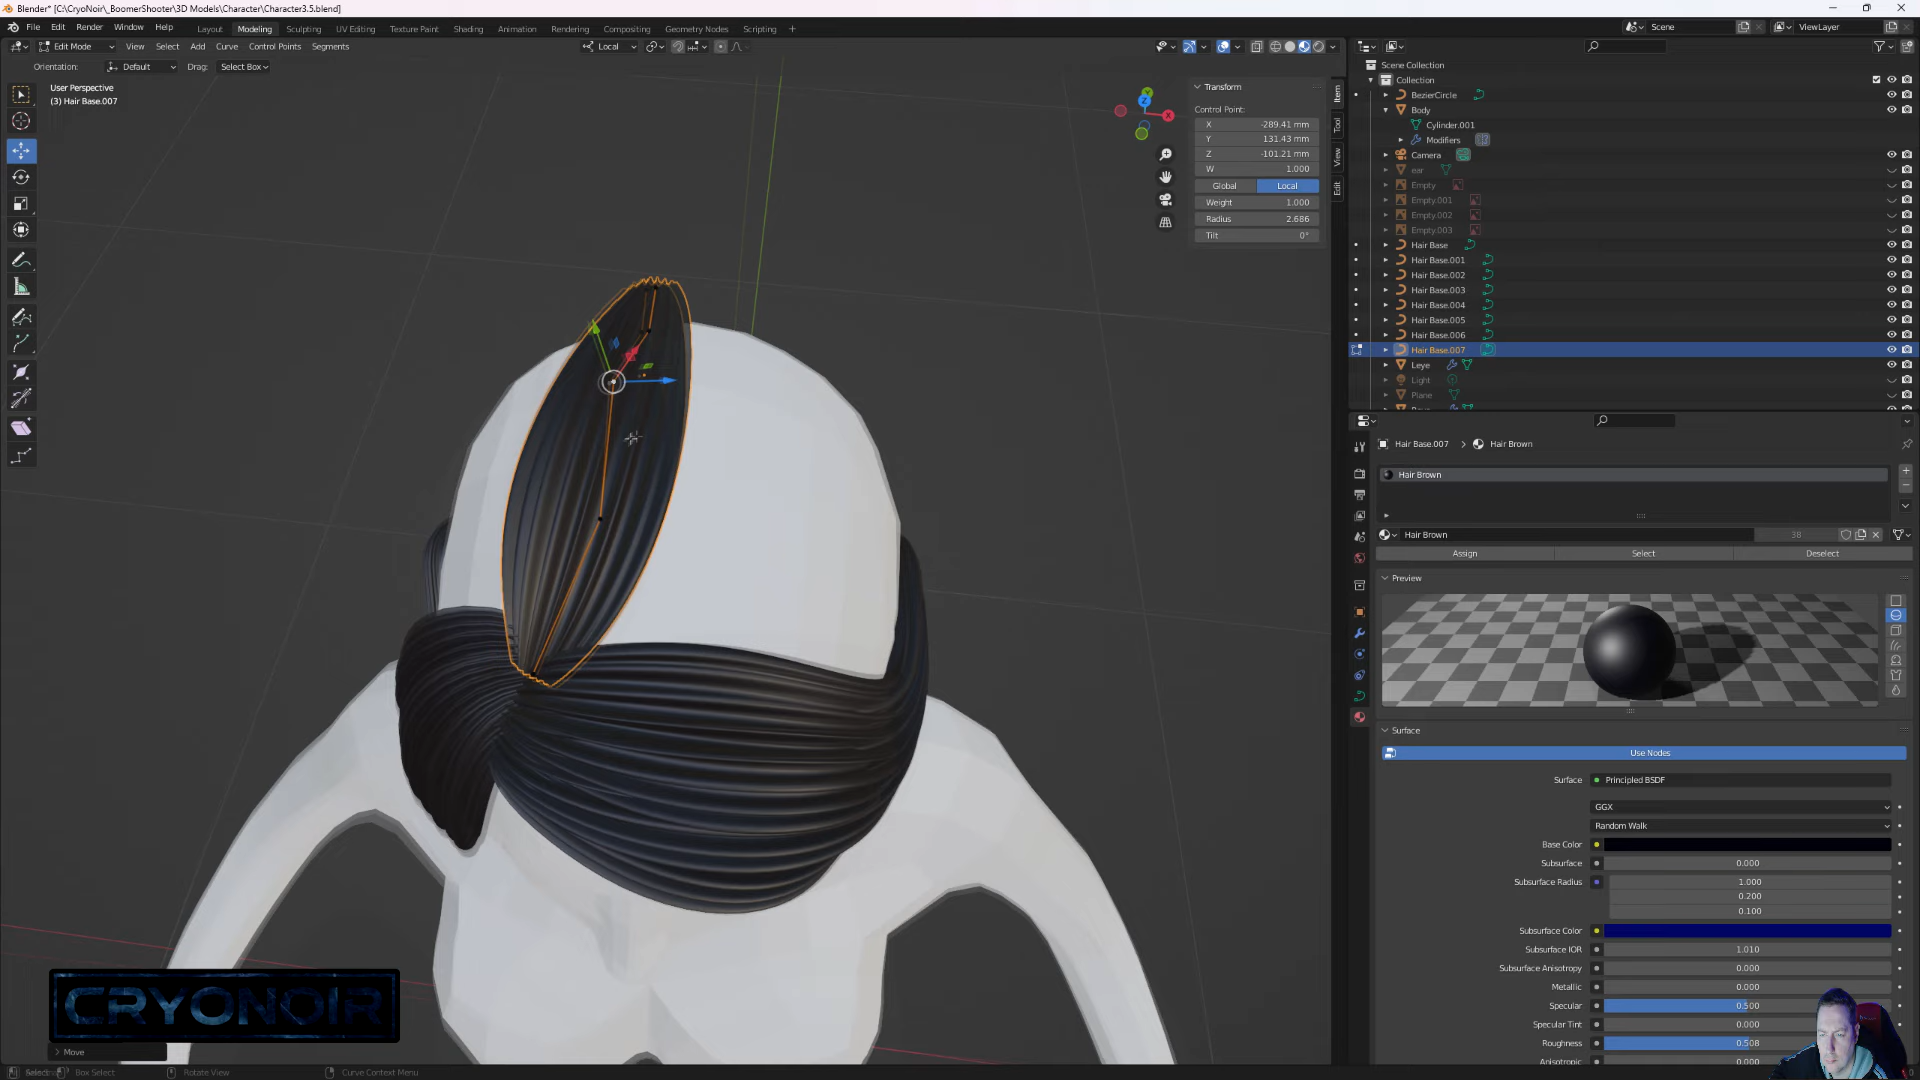 Blender* [C:\CryoNoir\_BoomerShooter\3D Models\Character\Character3.5.blend]
File Edit Render Window Help
Layout Modeling Sculpting UV Editing Texture Paint Shading Animation Rendering Compositing Geometry Nodes Scripting +
Scene
ViewLayer
Edit Mode View Select Add Curve Control Points Segments
Local
Orientation: Default Drag: Select Box
User Perspective
(3) Hair Base.007
Transform
Control Point:
X -289.41 mm
Y 131.43 mm
Z -101.21 mm
W 1.000
Global Local
Weight 1.000
Radius 2.686
Tilt 0°
Item
Tool
View
Edit
X
Y
Z
Scene Collection
Collection
BezierCircle
Body
Cylinder.001
Modifiers
Camera
ear
Empty
Empty.001
Empty.002
Empty.003
Hair Base
Hair Base.001
Hair Base.002
Hair Base.003
Hair Base.004
Hair Base.005
Hair Base.006
Hair Base.007
Leye
Light
Plane
Hair Base.007 > Hair Brown
Hair Brown
Hair Brown 38
Assign Select Deselect
Preview
Surface
Use Nodes
Surface Principled BSDF
GGX
Random Walk
Base Color
Subsurface 0.000
Subsurface Radius 1.000
0.200
0.100
Subsurface Color
Subsurface IOR 1.010
Subsurface Anisotropy 0.000
Metallic 0.000
Specular 0.500
Specular Tint 0.000
Roughness 0.508
Anisotropic 0.000
CRYONOIR
Move
Select Box Select Rotate View Curve Context Menu